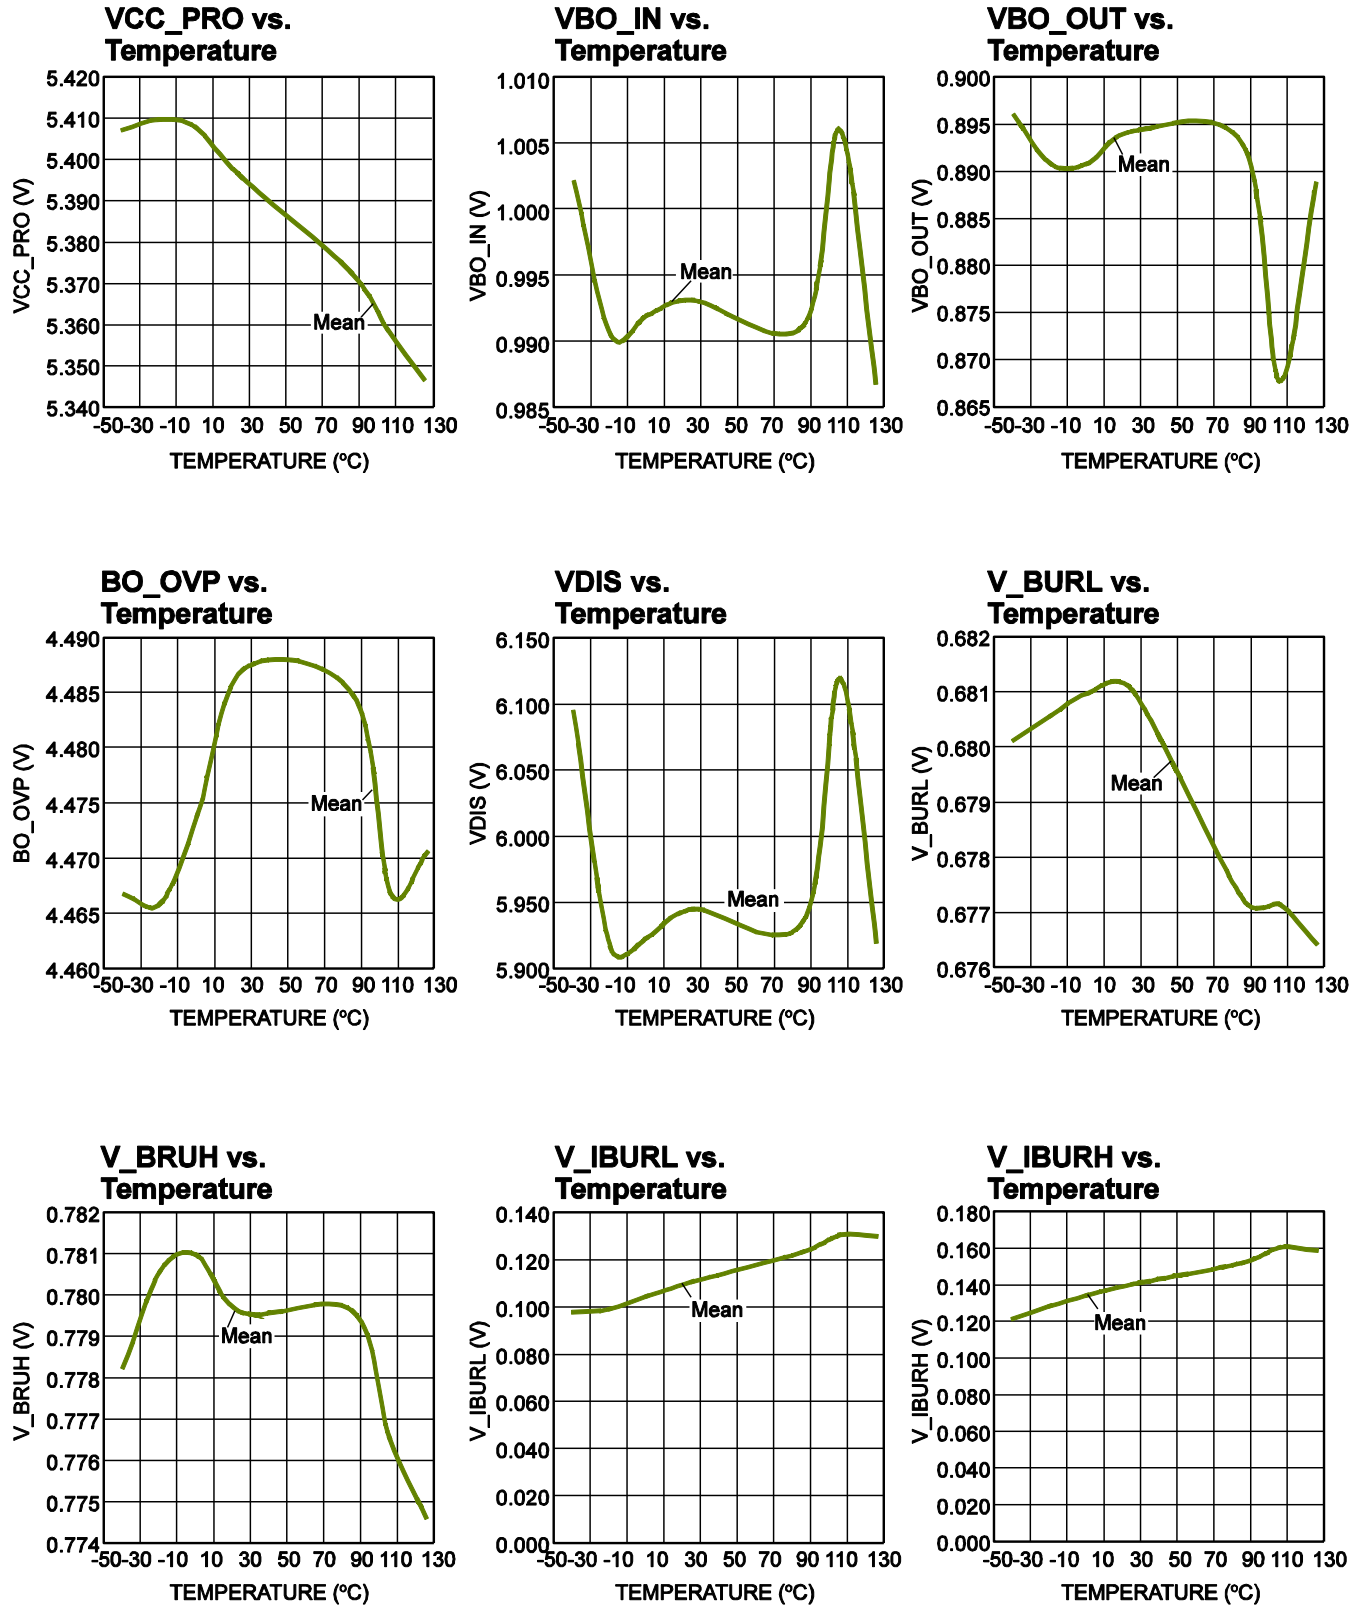 VCC_PRO vs.
Temperature
5.420
5.410
5.400
5.390
5.380
5.370
5.360
5.350
5.340
VCC_PRO (V)
Mean
-50 -30 -10 10 30 50 70 90 110 130
TEMPERATURE (ºC)
VBO_IN vs.
Temperature
1.010
1.005
1.000
0.995
0.990
0.985
VBO_IN (V)
Mean
-50 -30 -10 10 30 50 70 90 110 130
TEMPERATURE (ºC)
VBO_OUT vs.
Temperature
0.900
0.895
0.890
0.885
0.880
0.875
0.870
0.865
VBO_OUT (V)
Mean
-50 -30 -10 10 30 50 70 90 110 130
TEMPERATURE (ºC)
BO_OVP vs.
Temperature
4.490
4.485
4.480
4.475
4.470
4.465
4.460
BO_OVP (V)
Mean
-50 -30 -10 10 30 50 70 90 110 130
TEMPERATURE (ºC)
VDIS vs.
Temperature
6.150
6.100
6.050
6.000
5.950
5.900
VDIS (V)
Mean
-50 -30 -10 10 30 50 70 90 110 130
TEMPERATURE (ºC)
V_BURL vs.
Temperature
0.682
0.681
0.680
0.679
0.678
0.677
0.676
V_BURL (V)
Mean
-50 -30 -10 10 30 50 70 90 110 130
TEMPERATURE (ºC)
V_BRUH vs.
Temperature
0.782
0.781
0.780
0.779
0.778
0.777
0.776
0.775
0.774
V_BRUH (V)
Mean
-50 -30 -10 10 30 50 70 90 110 130
TEMPERATURE (ºC)
V_IBURL vs.
Temperature
0.140
0.120
0.100
0.080
0.060
0.040
0.020
0.000
V_IBURL (V)
Mean
-50 -30 -10 10 30 50 70 90 110 130
TEMPERATURE (ºC)
V_IBURH vs.
Temperature
0.180
0.160
0.140
0.120
0.100
0.080
0.060
0.040
0.020
0.000
V_IBURH (V)
Mean
-50 -30 -10 10 30 50 70 90 110 130
TEMPERATURE (ºC)